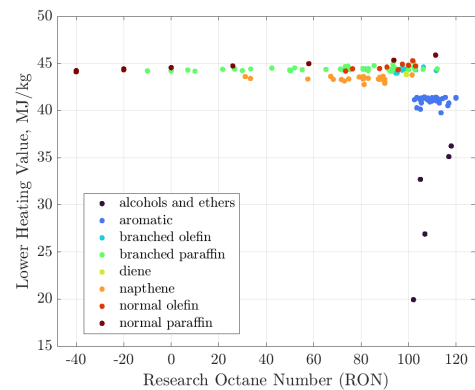 50
45
40
35
30
25
20
15
Lower Heating Value, MJ/kg
alcohols and ethers
aromatic
branched olefin
branched paraffin
diene
napthene
normal olefin
normal paraffin
-40 -20 0 20 40 60 80 100 120
Research Octane Number (RON)